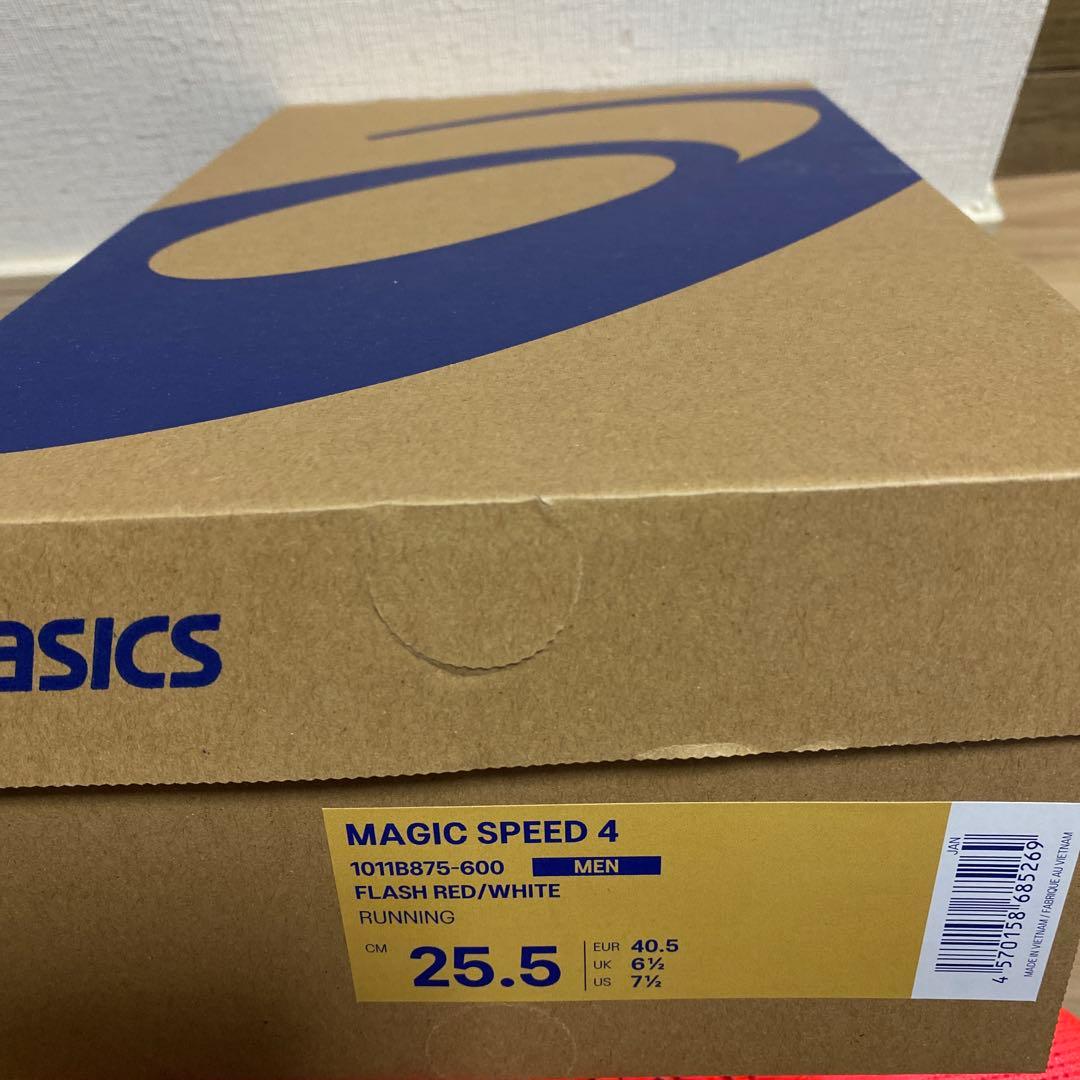 asics
MAGIC SPEED 4
1011B875-600 MEN
FLASH RED/WHITE
RUNNING
CM 25.5
EUR 40.5
UK 6½
US 7½
JAN
4 570158 685269
MADE IN VIETNAM / FABRIQUE AU VIETNAM